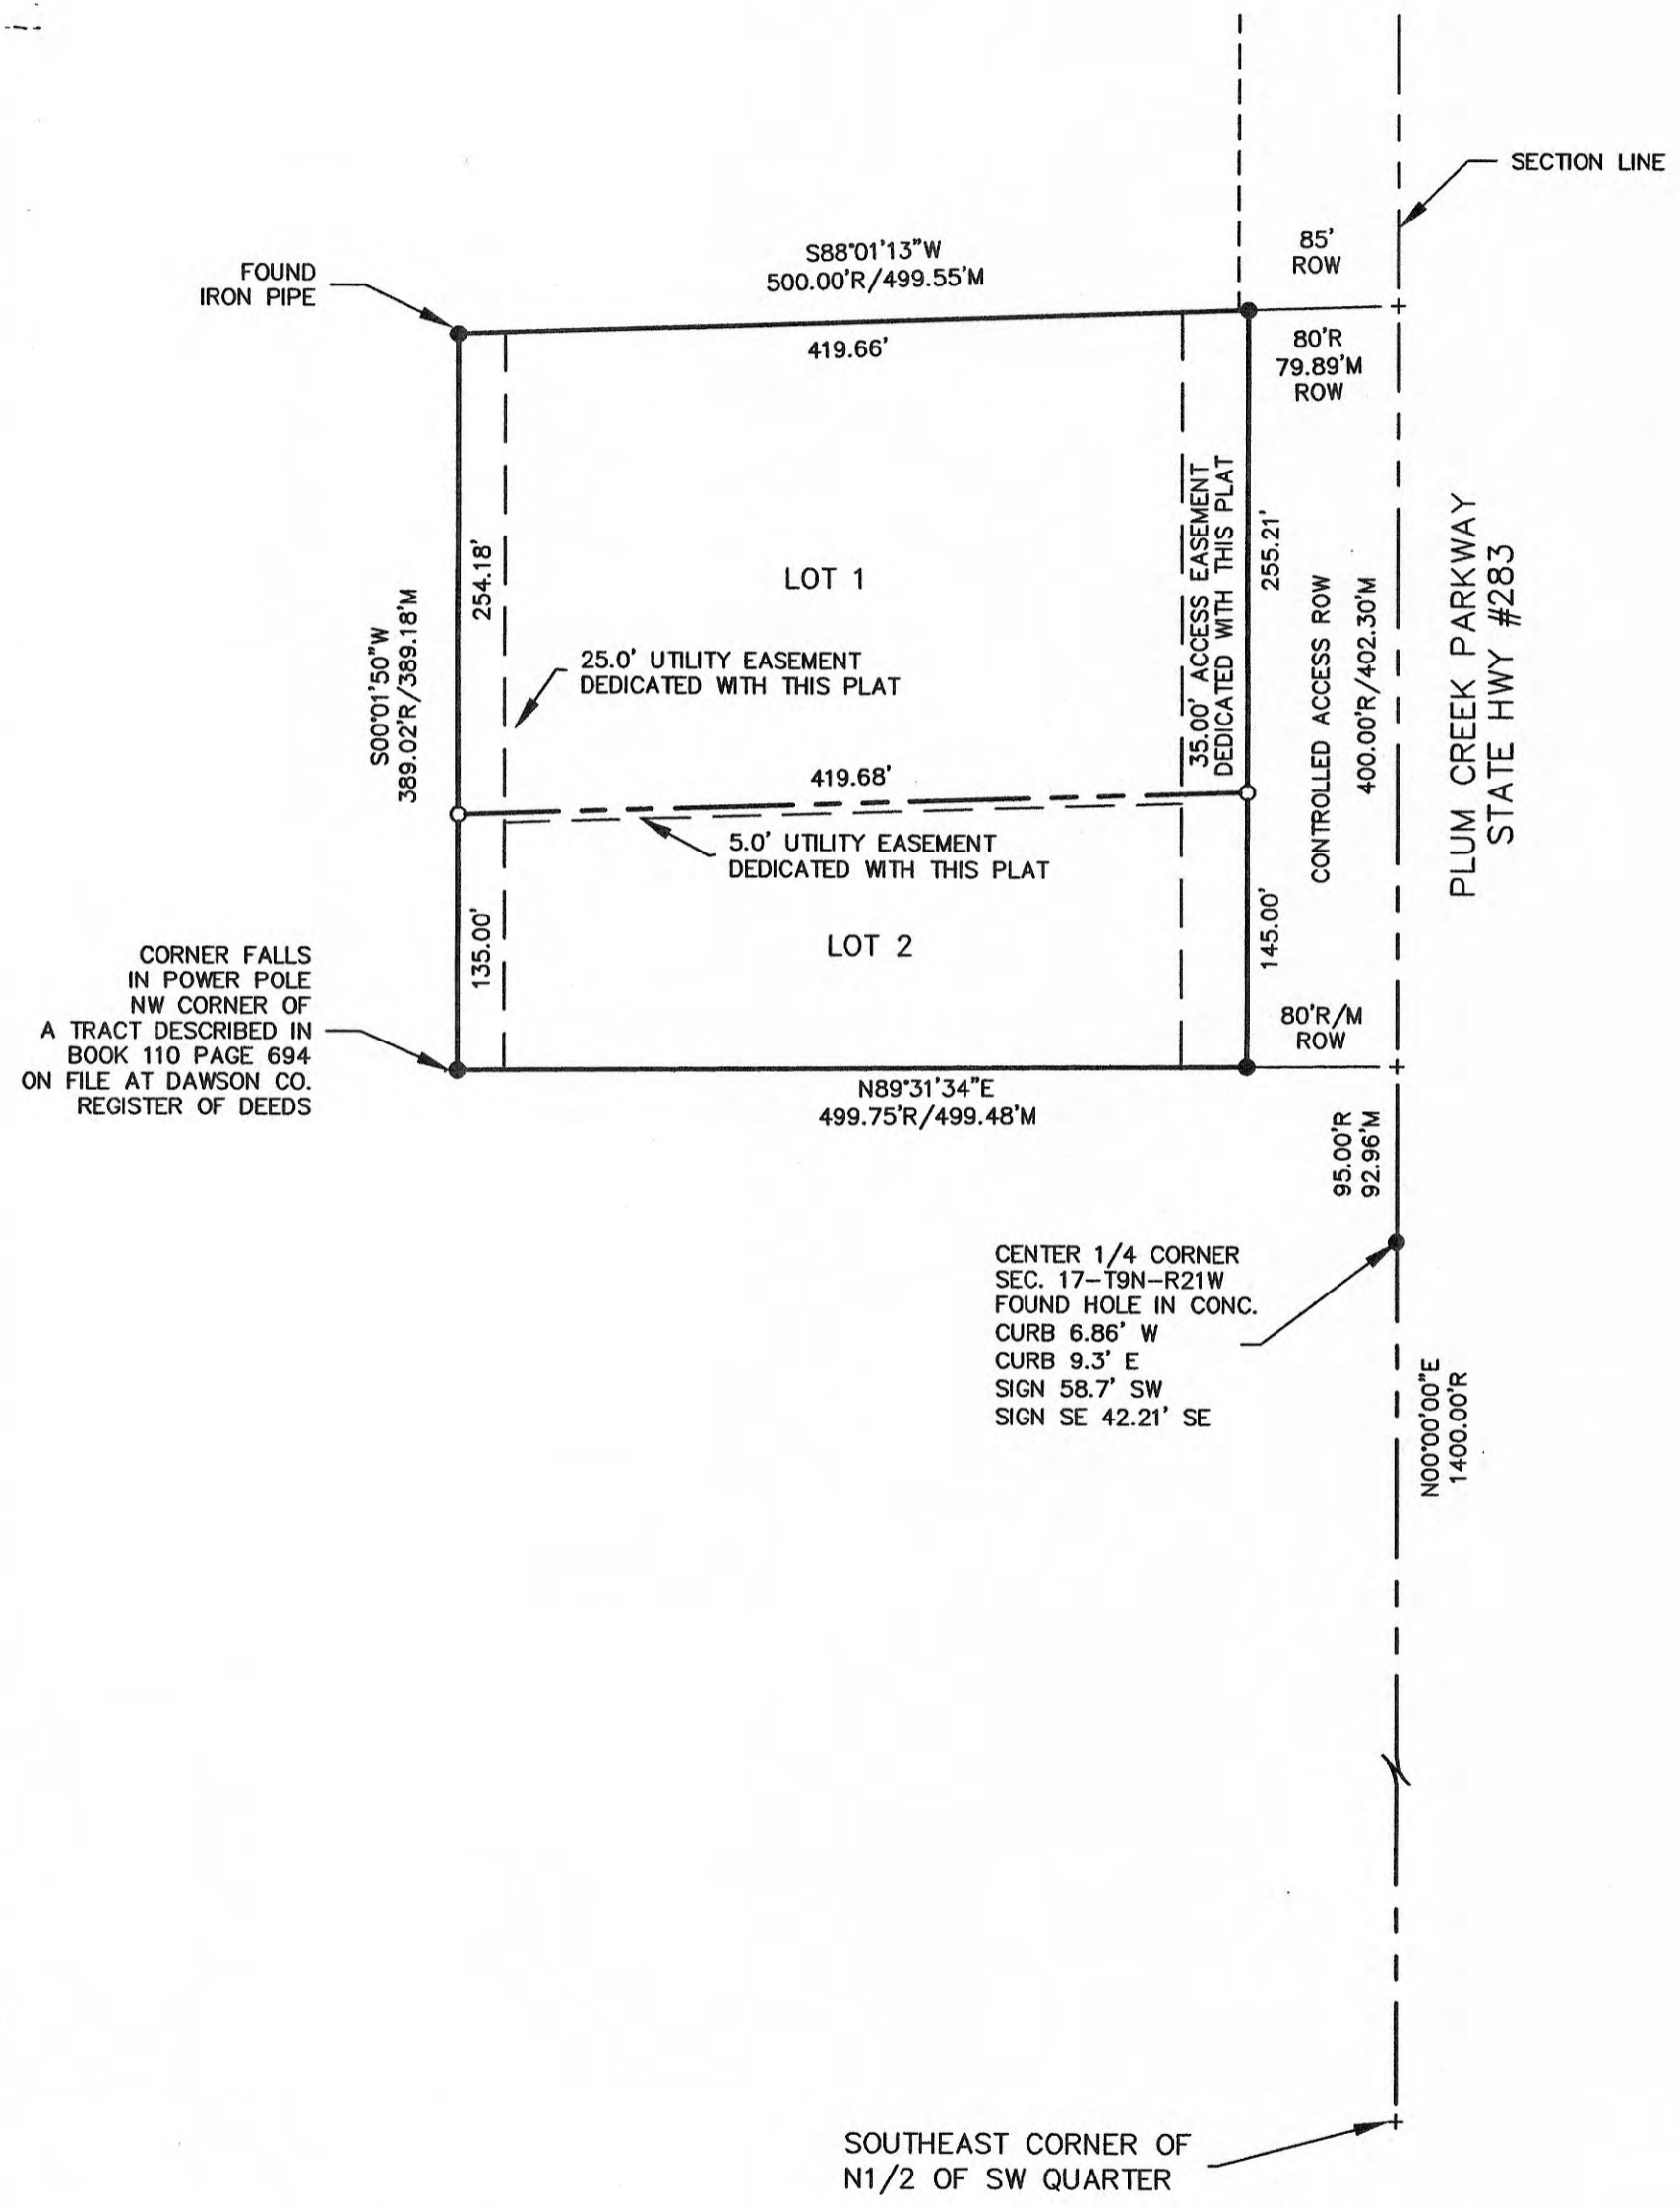 SECTION LINE
S88°01'13"W
500.00'R/499.55'M
85'
ROW
FOUND
IRON PIPE
419.66'
80'R
79.89'M
ROW
254.18'
S00°01'50"W
389.02'R/389.18'M
LOT 1
25.0' UTILITY EASEMENT
DEDICATED WITH THIS PLAT
35.00' ACCESS EASEMENT
DEDICATED WITH THIS PLAT
255.21'
CONTROLLED ACCESS ROW
400.00'R/402.30'M
PLUM CREEK PARKWAY
STATE HWY #283
419.68'
5.0' UTILITY EASEMENT
DEDICATED WITH THIS PLAT
135.00'
LOT 2
145.00'
CORNER FALLS
IN POWER POLE
NW CORNER OF
A TRACT DESCRIBED IN
BOOK 110 PAGE 694
ON FILE AT DAWSON CO.
REGISTER OF DEEDS
80'R/M
ROW
N89°31'34"E
499.75'R/499.48'M
95.00'R
92.96'M
CENTER 1/4 CORNER
SEC. 17-T9N-R21W
FOUND HOLE IN CONC.
CURB 6.86' W
CURB 9.3' E
SIGN 58.7' SW
SIGN SE 42.21' SE
N00°00'00"E
1400.00'R
SOUTHEAST CORNER OF
N1/2 OF SW QUARTER